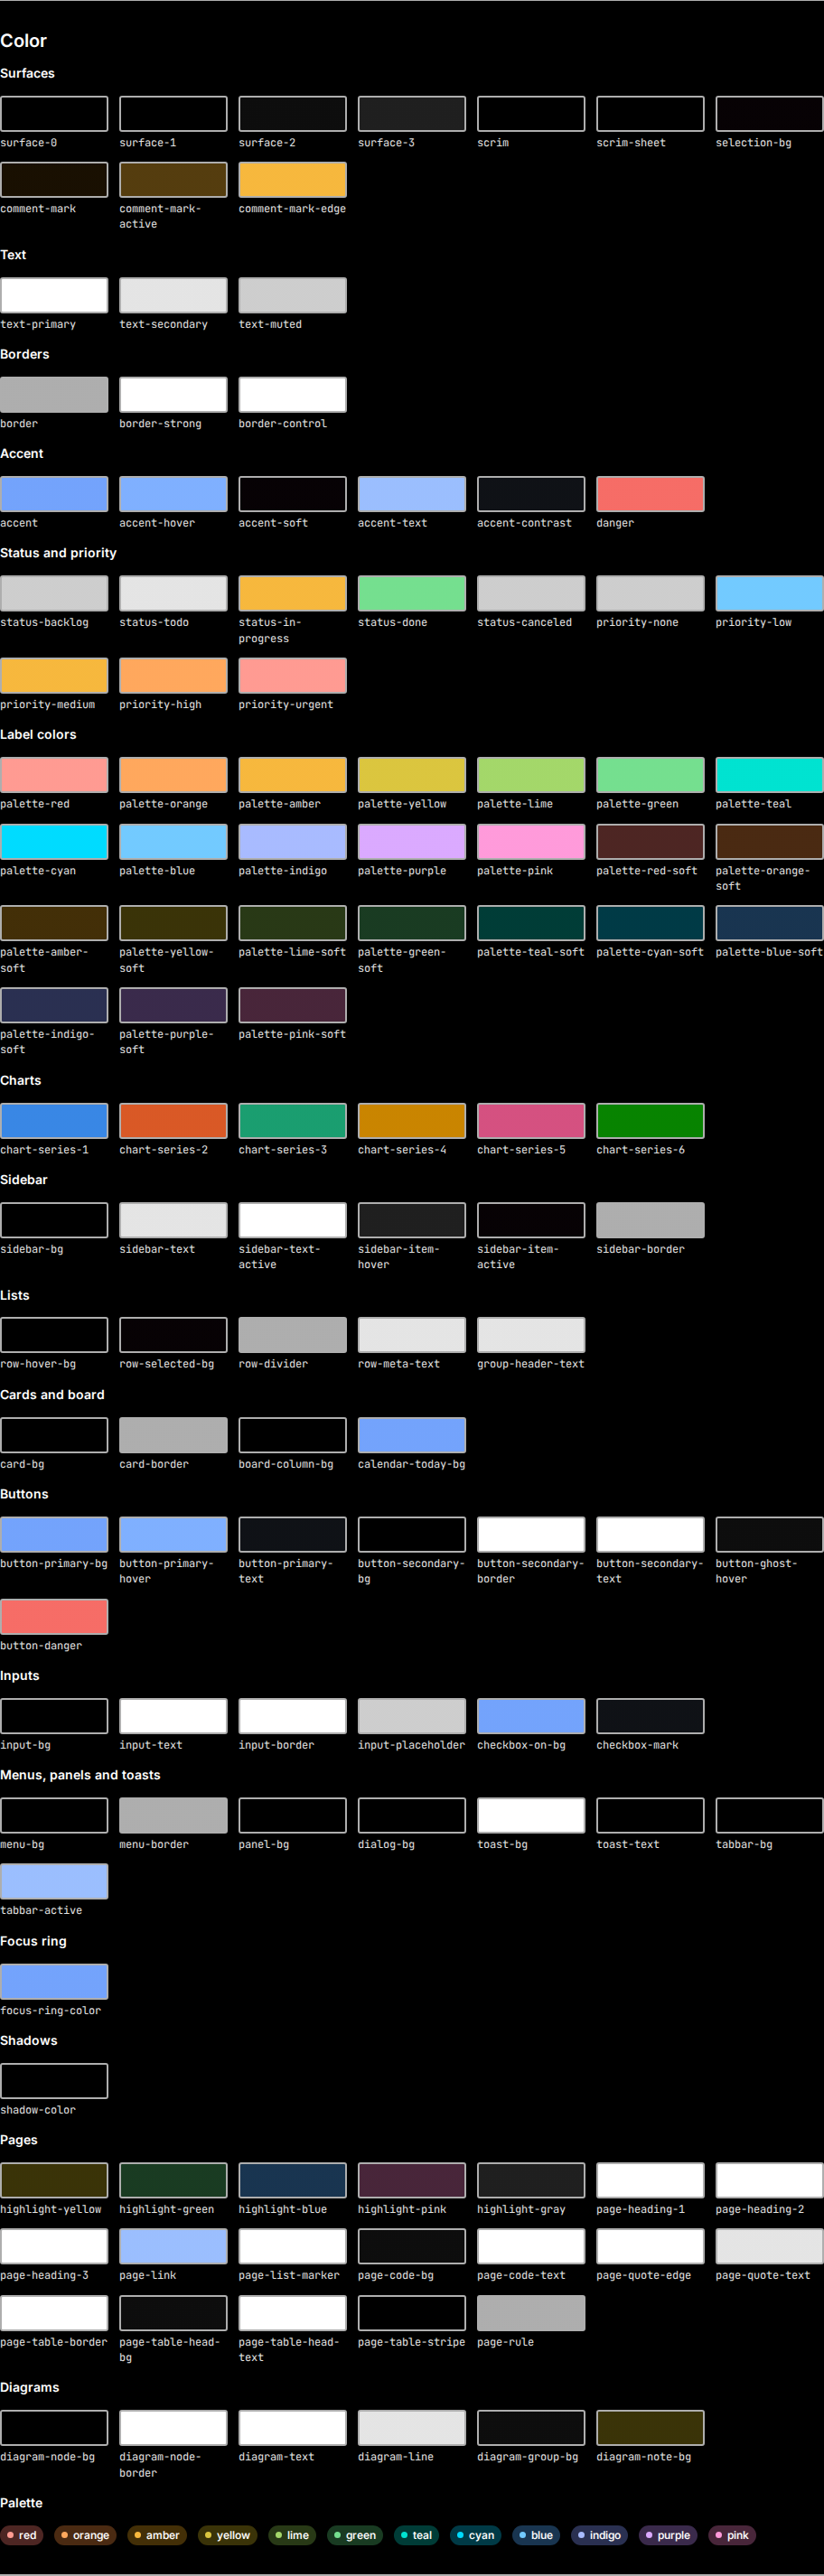 Color
Surfaces
surface-0 surface-1 surface-2 surface-3 scrim scrim-sheet selection-bg
comment-mark comment-mark-active comment-mark-edge
Text
text-primary text-secondary text-muted
Borders
border border-strong border-control
Accent
accent accent-hover accent-soft accent-text accent-contrast danger
Status and priority
status-backlog status-todo status-in-progress status-done status-canceled priority-none priority-low
priority-medium priority-high priority-urgent
Label colors
palette-red palette-orange palette-amber palette-yellow palette-lime palette-green palette-teal
palette-cyan palette-blue palette-indigo palette-purple palette-pink palette-red-soft palette-orange-soft
palette-amber-soft palette-yellow-soft palette-lime-soft palette-green-soft palette-teal-soft palette-cyan-soft palette-blue-soft
palette-indigo-soft palette-purple-soft palette-pink-soft
Charts
chart-series-1 chart-series-2 chart-series-3 chart-series-4 chart-series-5 chart-series-6
Sidebar
sidebar-bg sidebar-text sidebar-text-active sidebar-item-hover sidebar-item-active sidebar-border
Lists
row-hover-bg row-selected-bg row-divider row-meta-text group-header-text
Cards and board
card-bg card-border board-column-bg calendar-today-bg
Buttons
button-primary-bg button-primary-hover button-primary-text button-secondary-bg button-secondary-border button-secondary-text button-ghost-hover
button-danger
Inputs
input-bg input-text input-border input-placeholder checkbox-on-bg checkbox-mark
Menus, panels and toasts
menu-bg menu-border panel-bg dialog-bg toast-bg toast-text tabbar-bg
tabbar-active
Focus ring
focus-ring-color
Shadows
shadow-color
Pages
highlight-yellow highlight-green highlight-blue highlight-pink highlight-gray page-heading-1 page-heading-2
page-heading-3 page-link page-list-marker page-code-bg page-code-text page-quote-edge page-quote-text
page-table-border page-table-head-bg page-table-head-text page-table-stripe page-rule
Diagrams
diagram-node-bg diagram-node-border diagram-text diagram-line diagram-group-bg diagram-note-bg
Palette
red orange amber yellow lime green teal cyan blue indigo purple pink